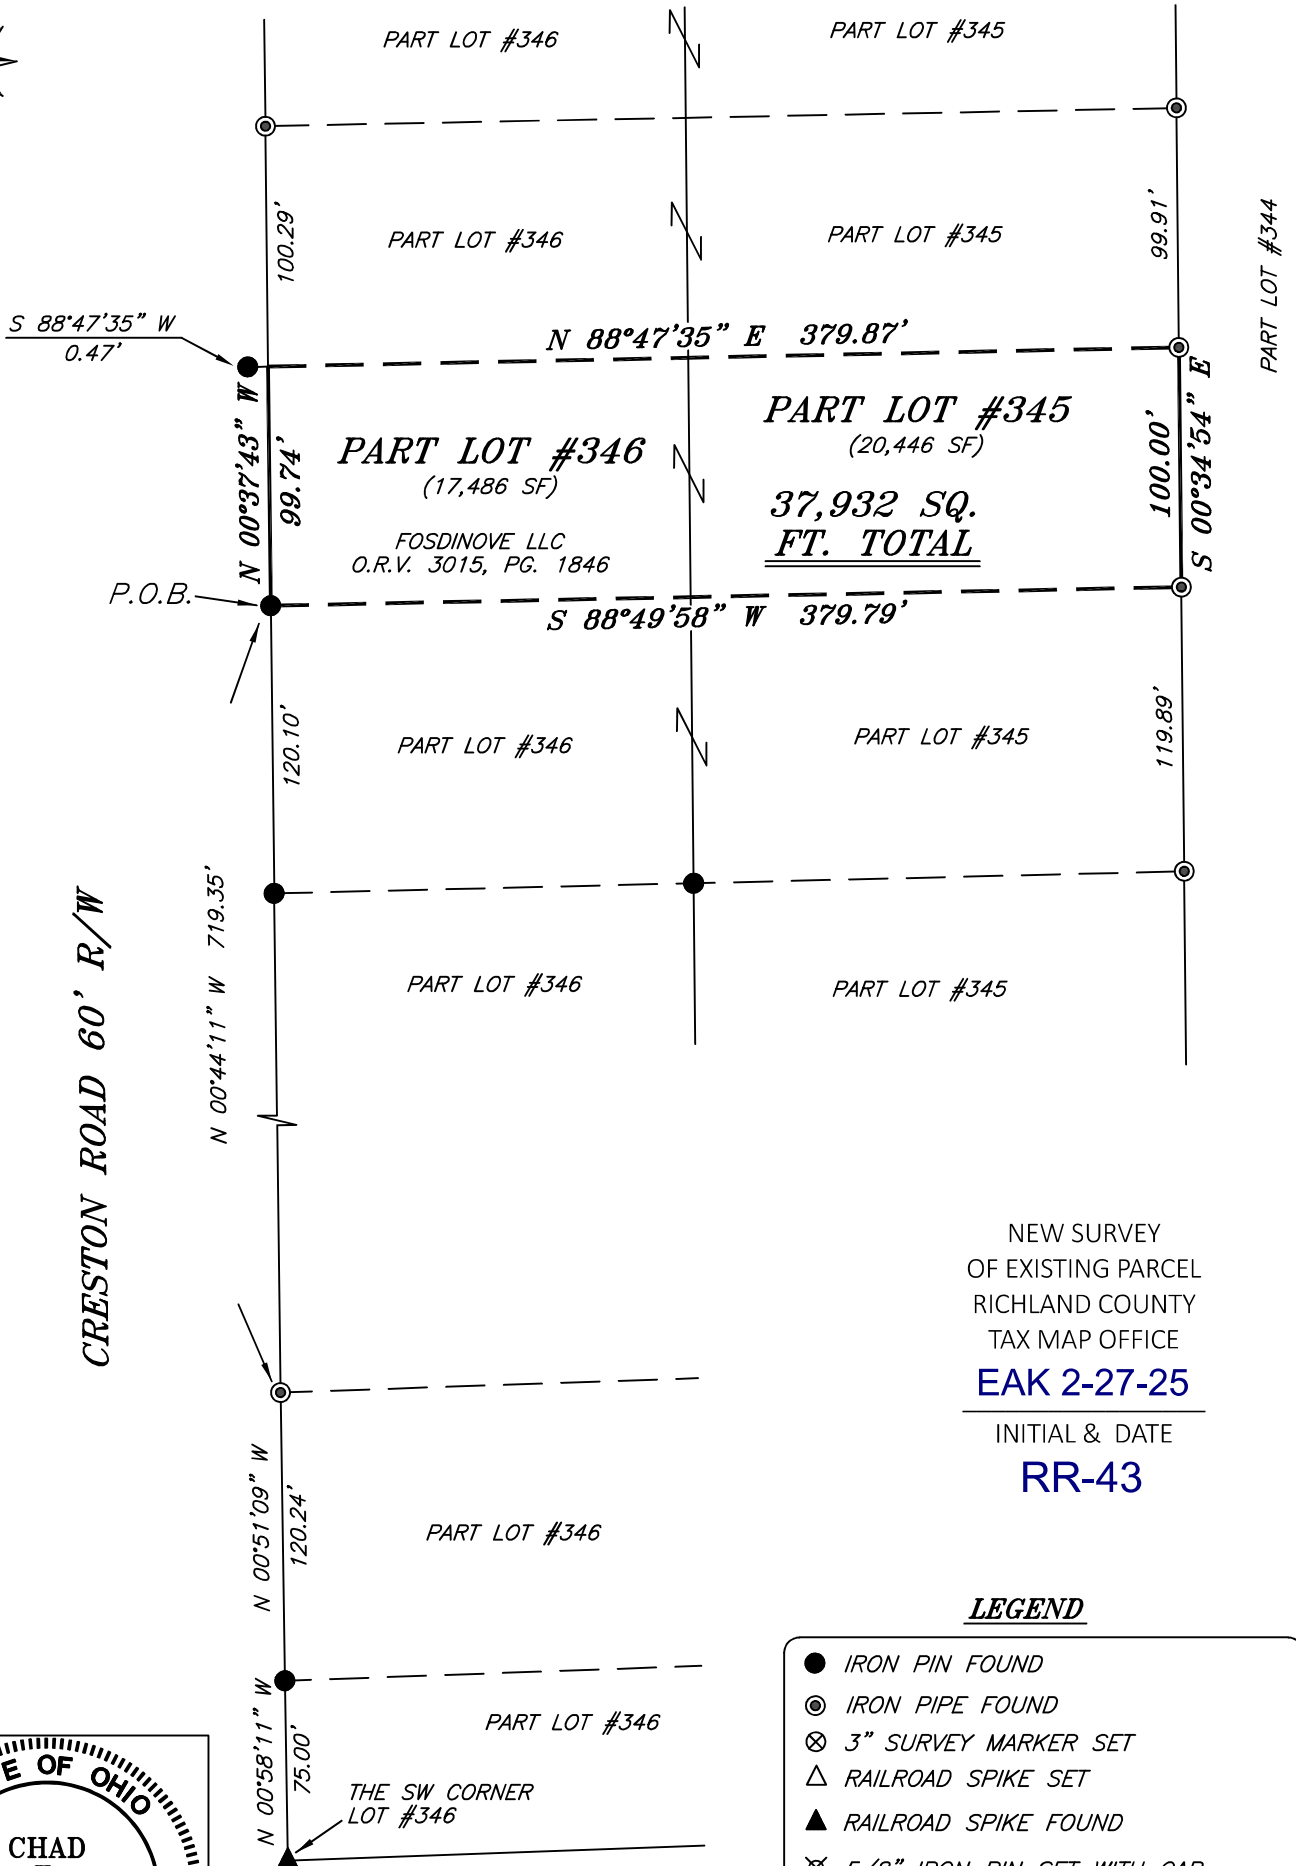 PART LOT #346
PART LOT #345
100.29'
PART LOT #346
PART LOT #345
99.91'
PART LOT #344
S 88°47'35" W
0.47'
N 88°47'35" E 379.87'
N 00°37'43" W
99.74'
PART LOT #346
(17,486 SF)
FOSDINOVE LLC
O.R.V. 3015, PG. 1846
PART LOT #345
(20,446 SF)
37,932 SQ.
FT. TOTAL
100.00'
S 00°34'54" E
P.O.B.
S 88°49'58" W 379.79'
120.10'
PART LOT #346
PART LOT #345
119.89'
CRESTON ROAD 60' R/W
N 00°44'11" W 719.35'
PART LOT #346
PART LOT #345
NEW SURVEY
OF EXISTING PARCEL
RICHLAND COUNTY
TAX MAP OFFICE
EAK 2-27-25
INITIAL & DATE
RR-43
N 00°51'09" W
120.24'
PART LOT #346
N 00°58'11" W
75.00'
PART LOT #346
THE SW CORNER
LOT #346
LEGEND
IRON PIN FOUND
IRON PIPE FOUND
3" SURVEY MARKER SET
RAILROAD SPIKE SET
RAILROAD SPIKE FOUND
E OF OHIO
CHAD